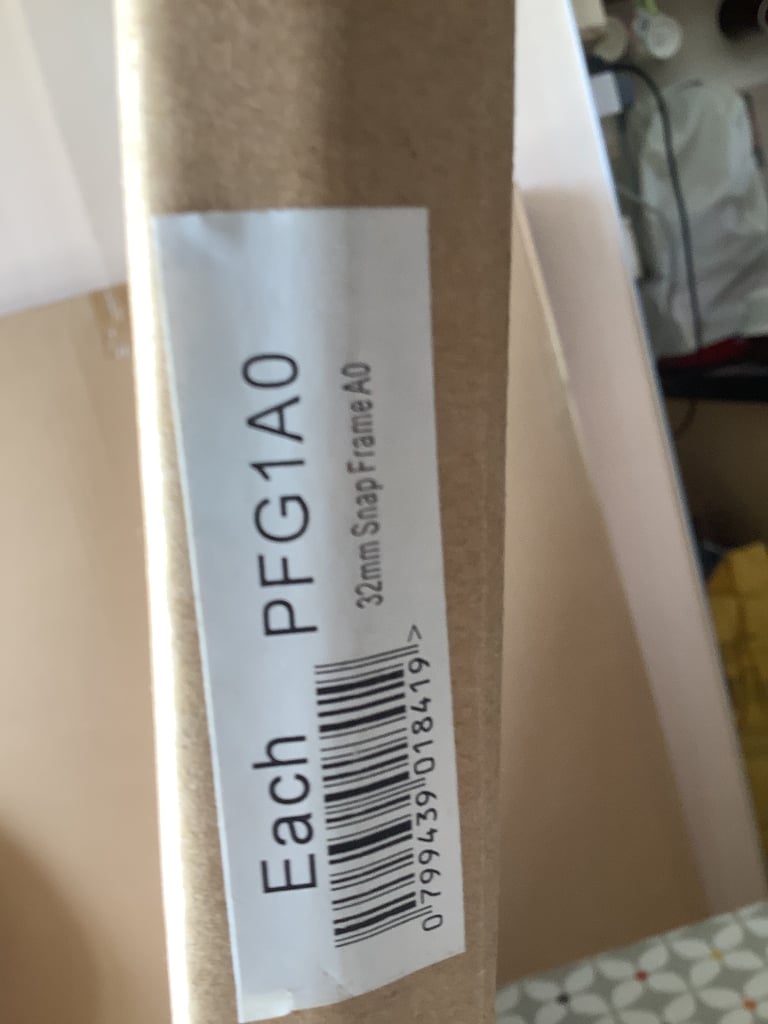 Each PFG1A0
32mm Snap Frame A0
0 799439 018419 >